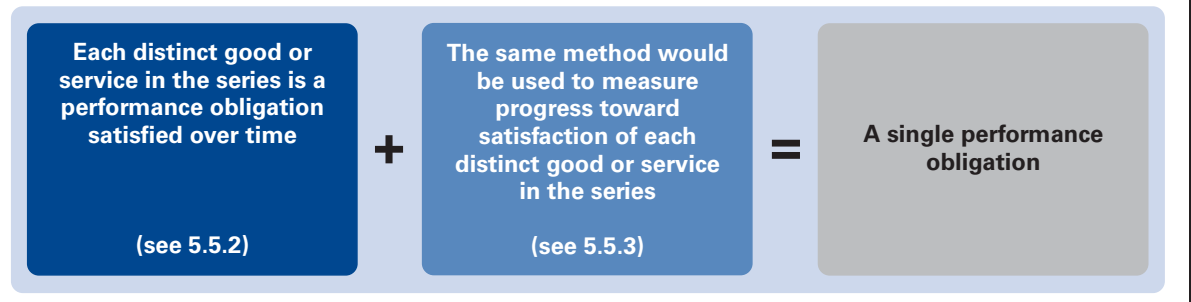 Each distinct good or
service in the series is a
performance obligation
satisfied over time
(see 5.5.2)
+
The same method would
be used to measure
progress toward
satisfaction of each
distinct good or service
in the series
(see 5.5.3)
=
A single performance
obligation